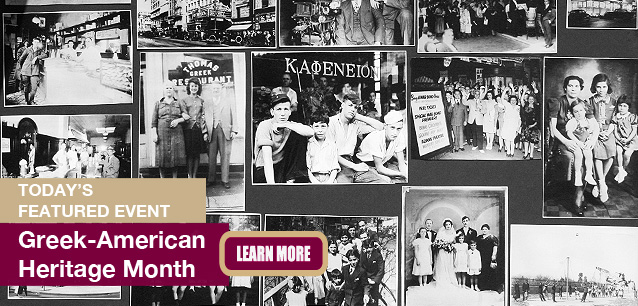 THOMAS
GREEK
RESTAURANT
ΚΑΦΕΝΕΙΟΝ
TODAY'S
FEATURED EVENT
Greek-American
Heritage Month
LEARN MORE